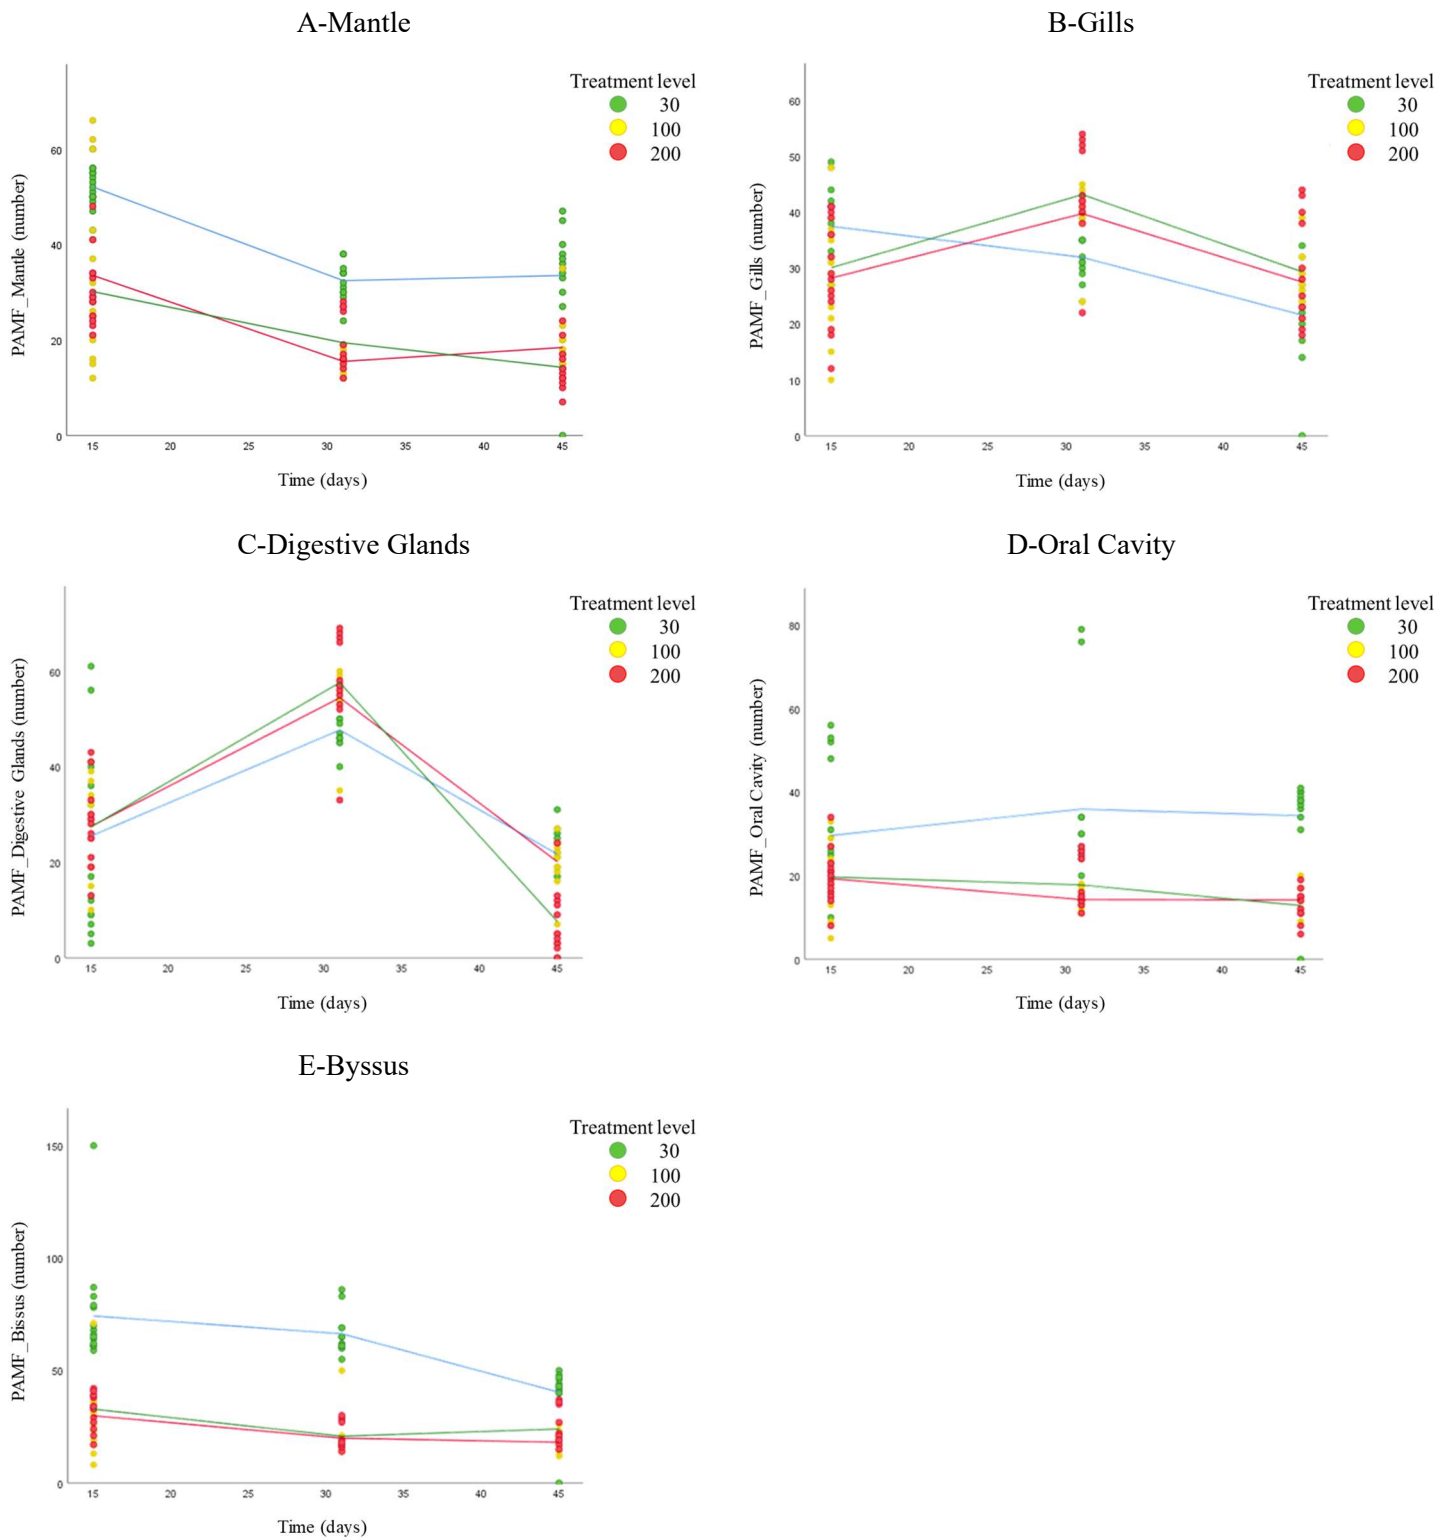 A-Mantle
PAMF_Mantle (number)
60
40
20
0
15 20 25 30 35 40 45
Time (days)
Treatment level
30
100
200
B-Gills
PAMF_Gills (number)
60
50
40
30
20
10
0
15 20 25 30 35 40 45
Time (days)
Treatment level
30
100
200
C-Digestive Glands
PAMF_Digestive Glands (number)
60
40
20
0
15 20 25 30 35 40 45
Time (days)
Treatment level
30
100
200
D-Oral Cavity
PAMF_Oral Cavity (number)
80
60
40
20
0
15 20 25 30 35 40 45
Time (days)
Treatment level
30
100
200
E-Byssus
PAMF_Bissus (number)
150
100
50
0
15 20 25 30 35 40 45
Time (days)
Treatment level
30
100
200